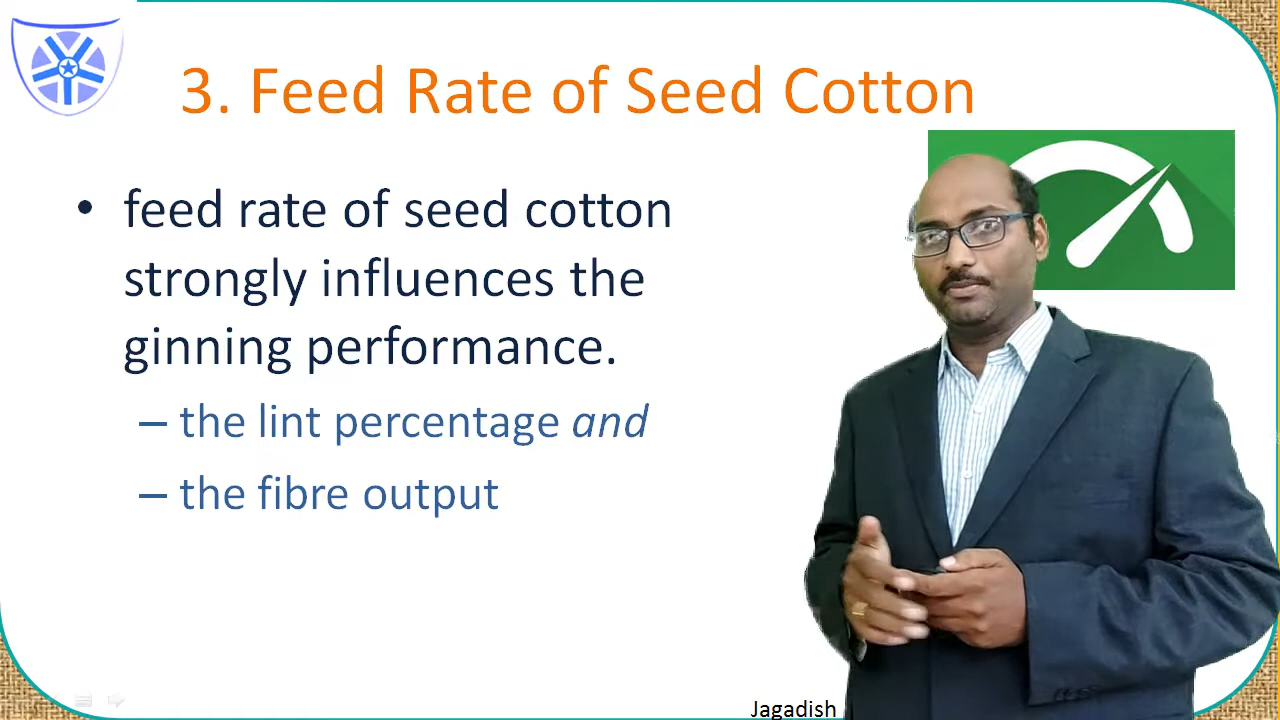 3. Feed Rate of Seed Cotton
• feed rate of seed cotton
strongly influences the
ginning performance.
– the lint percentage and
– the fibre output
Jagadish